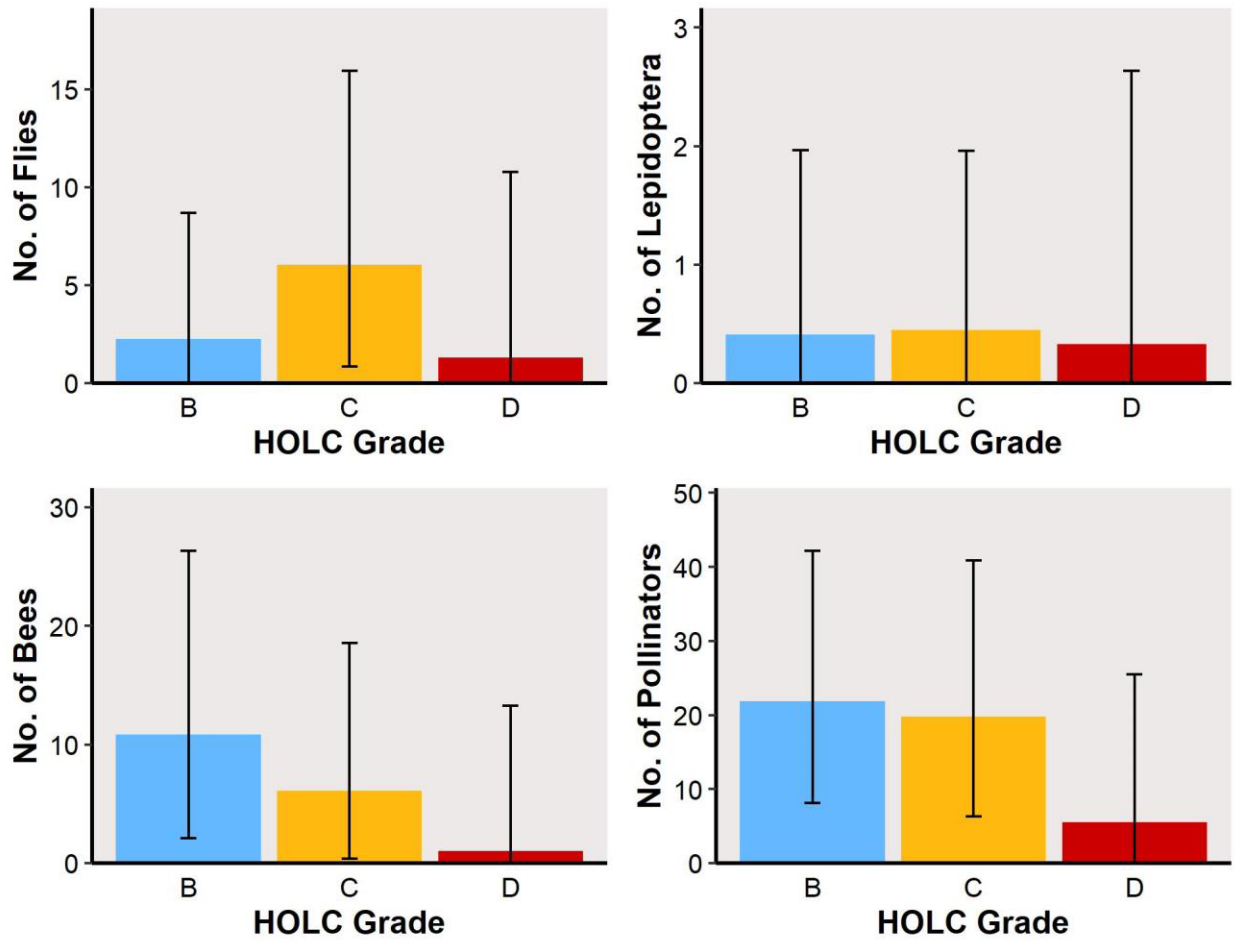 No. of Flies
15
10
5
0
B C D
HOLC Grade
No. of Lepidoptera
3
2
1
0
B C D
HOLC Grade
No. of Bees
30
20
10
0
B C D
HOLC Grade
No. of Pollinators
50
40
30
20
10
0
B C D
HOLC Grade